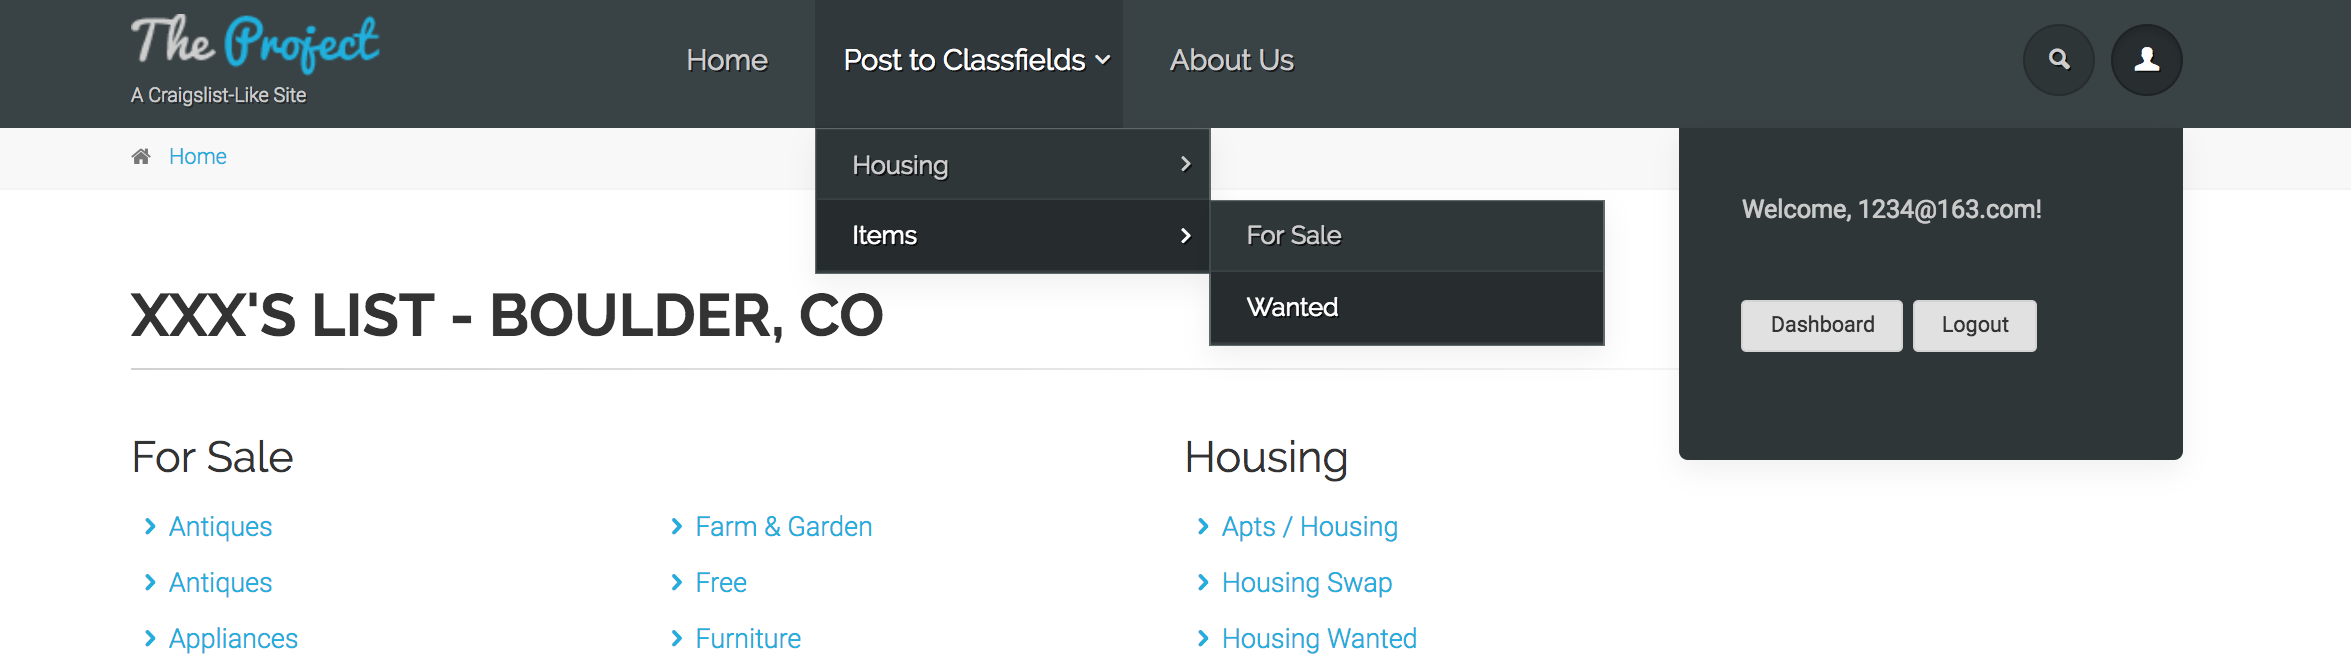 The Project
A Craigslist-Like Site
Home
Post to Classfields
About Us
Home
Housing
Items
For Sale
Wanted
Welcome, 1234@163.com!
Dashboard
Logout
XXX'S LIST - BOULDER, CO
For Sale
Antiques
Antiques
Appliances
Farm & Garden
Free
Furniture
Housing
Apts / Housing
Housing Swap
Housing Wanted